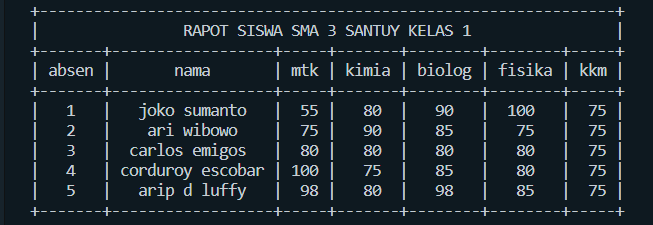 +----------------------------------------------------------------+
|                RAPOT SISWA SMA 3 SANTUY KELAS 1                |
+-------+------------------+-----+-------+--------+--------+-----+
| absen |       nama       | mtk | kimia | biolog | fisika | kkm |
+-------+------------------+-----+-------+--------+--------+-----+
|   1   |   joko sumanto   |  55 |   80  |   90   |  100   |  75 |
|   2   |    ari wibowo    |  75 |   90  |   85   |   75   |  75 |
|   3   |  carlos emigos   |  80 |   80  |   80   |   80   |  75 |
|   4   | corduroy escobar | 100 |   75  |   85   |   80   |  75 |
|   5   |   arip d luffy   |  98 |   80  |   98   |   85   |  75 |
+-------+------------------+-----+-------+--------+--------+-----+